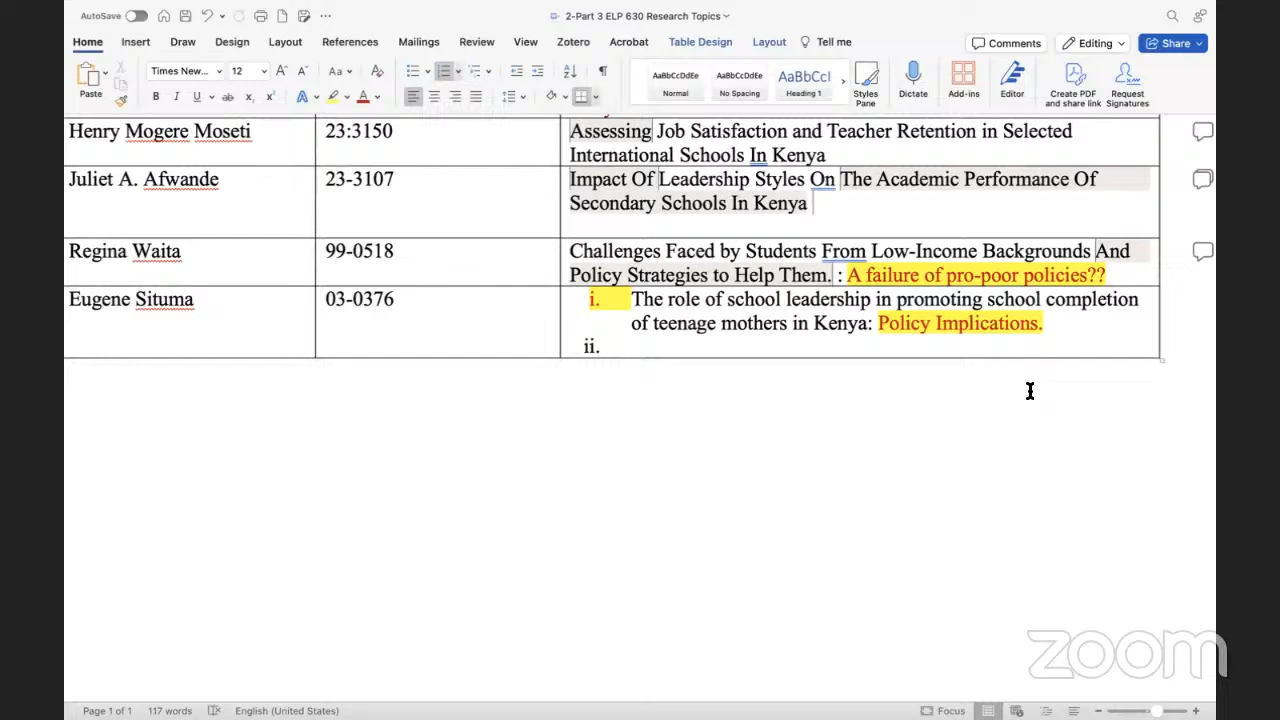 AutoSave
2-Part 3 ELP 630 Research Topics
Home Insert Draw Design Layout References Mailings Review View Zotero Acrobat Table Design Layout Tell me
Comments Editing Share
Paste
Times New... 12
AaBbCcDdEe AaBbCcDdEe AaBbCcI
Normal No Spacing Heading 1
Styles Pane
Dictate
Add-ins
Editor
Create PDF and share link
Request Signatures
Henry Mogere Moseti 23:3150 Assessing Job Satisfaction and Teacher Retention in Selected
International Schools In Kenya
Juliet A. Afwande 23-3107 Impact Of Leadership Styles On The Academic Performance Of
Secondary Schools In Kenya
Regina Waita 99-0518 Challenges Faced by Students From Low-Income Backgrounds And
Policy Strategies to Help Them. : A failure of pro-poor policies??
Eugene Situma 03-0376 i. The role of school leadership in promoting school completion
of teenage mothers in Kenya: Policy Implications.
ii.
zoom
Page 1 of 1 117 words English (United States) Focus